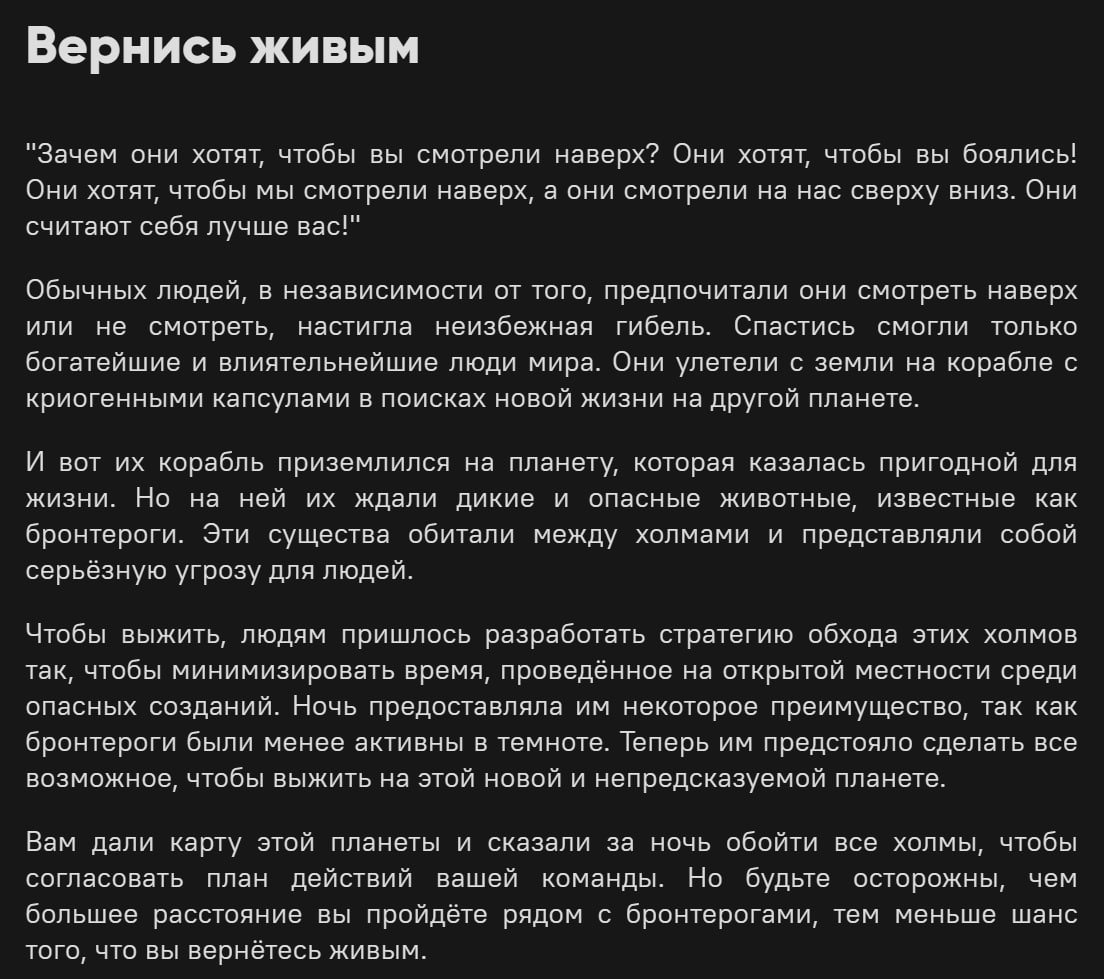 Вернись живым
"Зачем они хотят, чтобы вы смотрели наверх? Они хотят, чтобы вы боялись!
Они хотят, чтобы мы смотрели наверх, а они смотрели на нас сверху вниз. Они
считают себя лучше вас!"
Обычных людей, в независимости от того, предпочитали они смотреть наверх
или не смотреть, настигла неизбежная гибель. Спастись смогли только
богатейшие и влиятельнейшие люди мира. Они улетели с земли на корабле с
криогенными капсулами в поисках новой жизни на другой планете.
И вот их корабль приземлился на планету, которая казалась пригодной для
жизни. Но на ней их ждали дикие и опасные животные, известные как
бронтероги. Эти существа обитали между холмами и представляли собой
серьёзную угрозу для людей.
Чтобы выжить, людям пришлось разработать стратегию обхода этих холмов
так, чтобы минимизировать время, проведённое на открытой местности среди
опасных созданий. Ночь предоставляла им некоторое преимущество, так как
бронтероги были менее активны в темноте. Теперь им предстояло сделать все
возможное, чтобы выжить на этой новой и непредсказуемой планете.
Вам дали карту этой планеты и сказали за ночь обойти все холмы, чтобы
согласовать план действий вашей команды. Но будьте осторожны, чем
большее расстояние вы пройдёте рядом с бронтерогами, тем меньше шанс
того, что вы вернётесь живым.